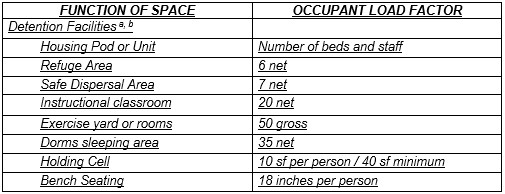 FUNCTION OF SPACE OCCUPANT LOAD FACTOR
Detention Facilities a, b
Housing Pod or Unit Number of beds and staff
Refuge Area 6 net
Safe Dispersal Area 7 net
Instructional classroom 20 net
Exercise yard or rooms 50 gross
Dorms sleeping area 35 net
Holding Cell 10 sf per person / 40 sf minimum
Bench Seating 18 inches per person